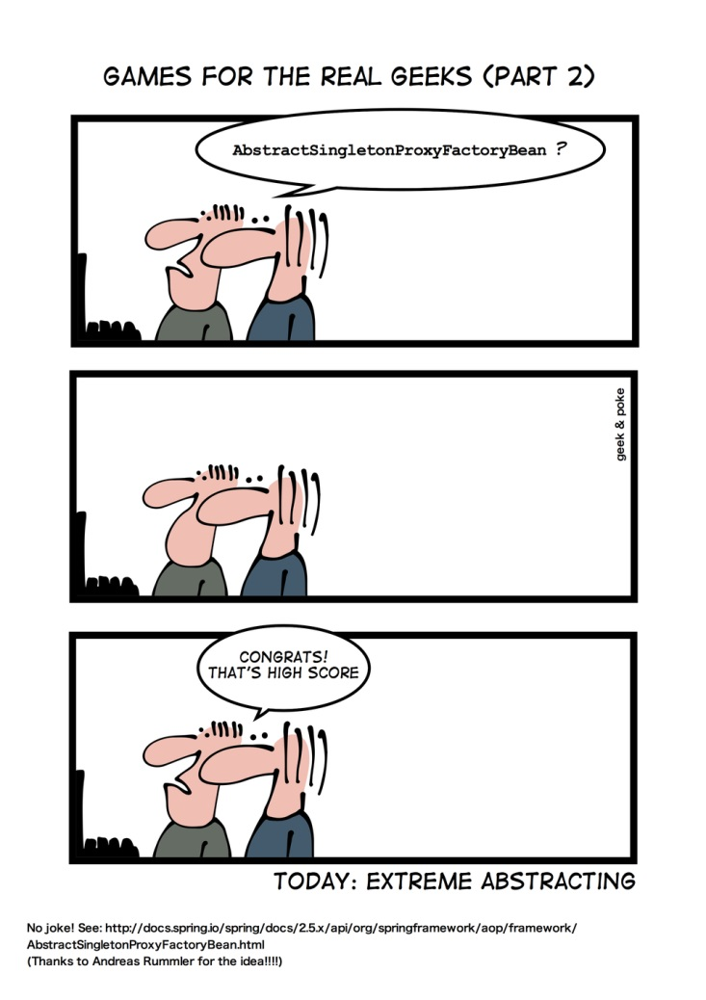 GAMES FOR THE REAL GEEKS (PART 2)
AbstractSingletonProxyFactoryBean ?
geek & poke
CONGRATS!
THAT'S HIGH SCORE
TODAY: EXTREME ABSTRACTING
No joke! See: http://docs.spring.io/spring/docs/2.5.x/api/org/springframework/aop/framework/
AbstractSingletonProxyFactoryBean.html
(Thanks to Andreas Rummler for the idea!!!!)